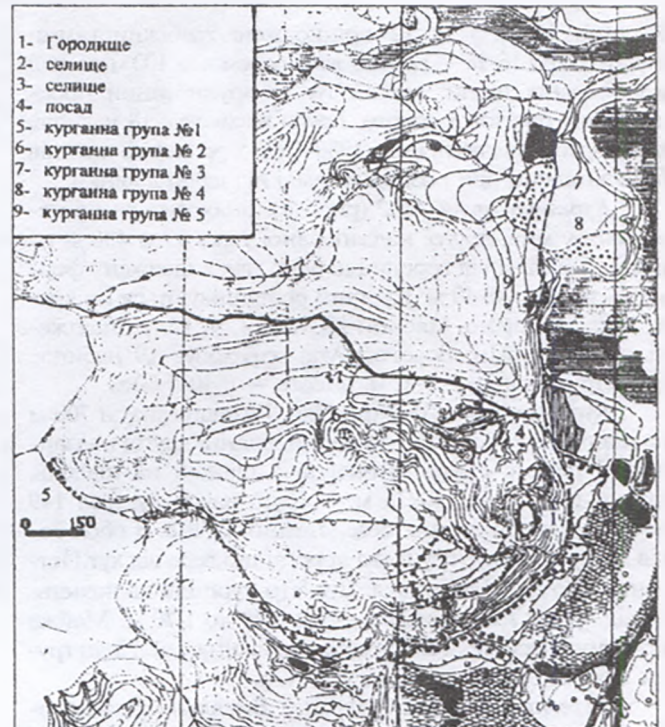 1- Городище
2- селище
3- селище
4- посад
5- курганна група №1
6- курганна група № 2
7- курганна група № 3
8- курганна група № 4
9- курганна група № 5
8
9
4
5
1
0 150
2